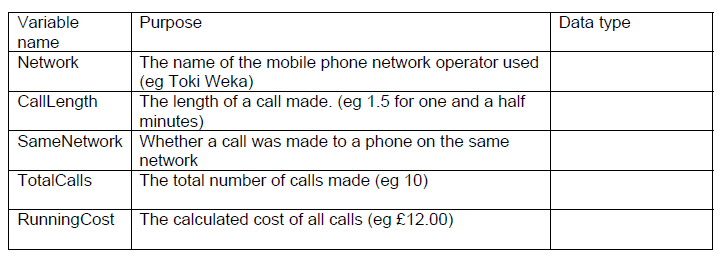 Variable name Purpose Data type
Network The name of the mobile phone network operator used
(eg Toki Weka)
CallLength The length of a call made. (eg 1.5 for one and a half
minutes)
SameNetwork Whether a call was made to a phone on the same
network
TotalCalls The total number of calls made (eg 10)
RunningCost The calculated cost of all calls (eg £12.00)